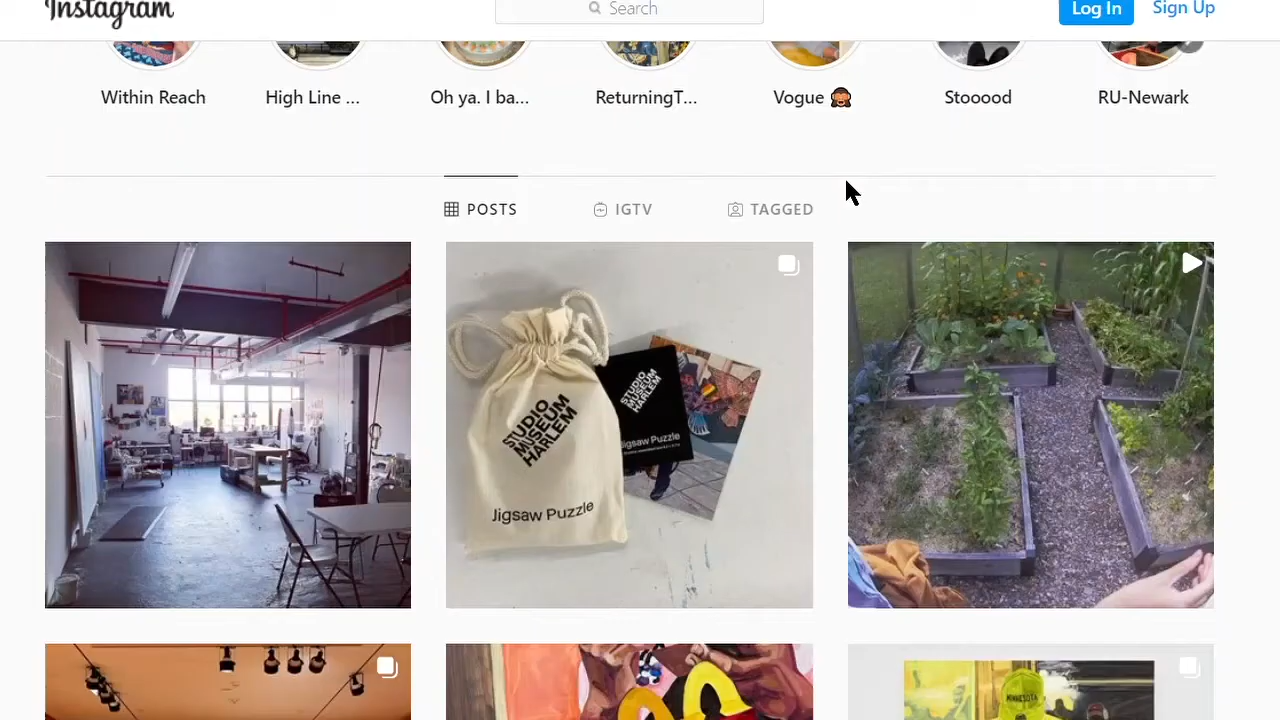 Instagram
Search
Log In
Sign Up
Within Reach
High Line ...
Oh ya. I ba...
ReturningT...
Vogue 🙊
Stooood
RU-Newark
POSTS
IGTV
TAGGED
STUDIO
MUSEUM
HARLEM
Jigsaw Puzzle
STUDIO
MUSEUM
HARLEM
Jigsaw Puzzle
MINNESOTA